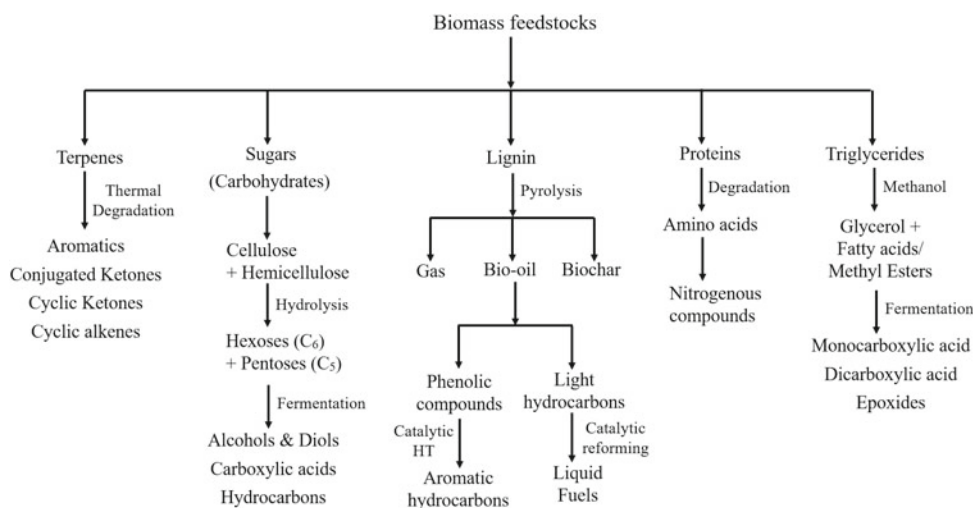 Biomass feedstocks
Terpenes
Thermal
Degradation
Aromatics
Conjugated Ketones
Cyclic Ketones
Cyclic alkenes
Sugars
(Carbohydrates)
Cellulose
+ Hemicellulose
Hydrolysis
Hexoses (C₆)
+ Pentoses (C₅)
Fermentation
Alcohols & Diols
Carboxylic acids
Hydrocarbons
Lignin
Pyrolysis
Gas
Bio-oil
Biochar
Phenolic
compounds
Catalytic
HT
Aromatic
hydrocarbons
Light
hydrocarbons
Catalytic
reforming
Liquid
Fuels
Proteins
Degradation
Amino acids
Nitrogenous
compounds
Triglycerides
Methanol
Glycerol +
Fatty acids/
Methyl Esters
Fermentation
Monocarboxylic acid
Dicarboxylic acid
Epoxides